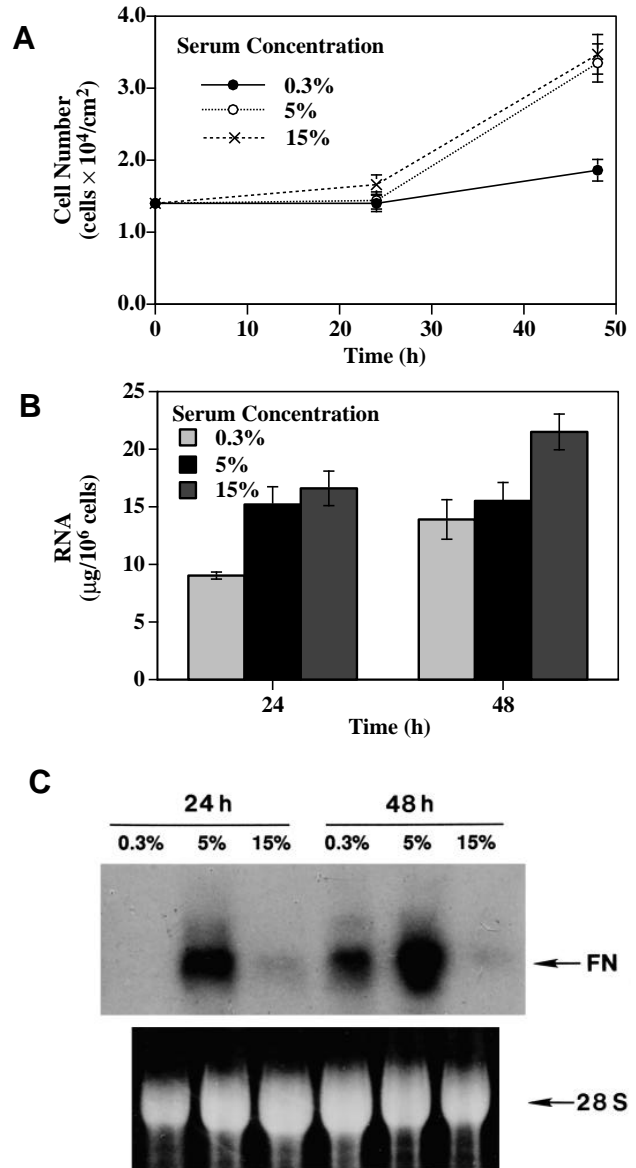 A
Serum Concentration
0.3%
5%
15%
Cell Number
(cells × 10⁴/cm²)
4.0
3.0
2.0
1.0
0.0
0 10 20 30 40 50
Time (h)
B
Serum Concentration
0.3%
5%
15%
RNA
(µg/10⁶ cells)
25
20
15
10
5
0
24 48
Time (h)
C
24 h 48 h
0.3% 5% 15% 0.3% 5% 15%
FN
28 S